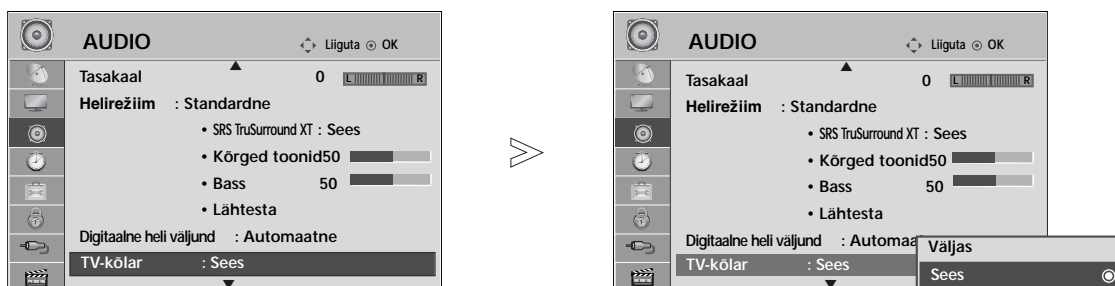 AUDIO
Liiguta OK
Tasakaal 0 L R
Helirežiim : Standardne
• SRS TruSurround XT : Sees
• Kõrged toonid50
• Bass 50
• Lähtesta
Digitaalne heli väljund : Automaatne
TV-kõlar : Sees
>
AUDIO
Liiguta OK
Tasakaal 0 L R
Helirežiim : Standardne
• SRS TruSurround XT : Sees
• Kõrged toonid50
• Bass 50
• Lähtesta
Digitaalne heli väljund : Automaa
TV-kõlar : Sees
Väljas
Sees